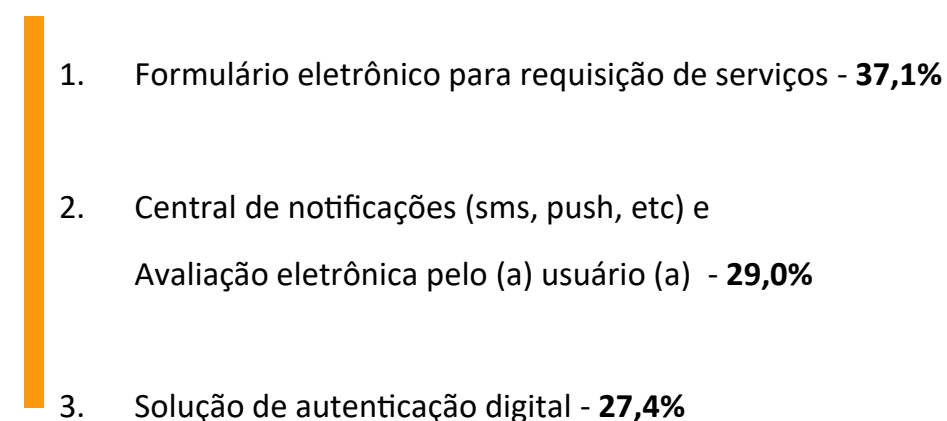 1. Formulário eletrônico para requisição de serviços - 37,1%
2. Central de notificações (sms, push, etc) e
Avaliação eletrônica pelo (a) usuário (a) - 29,0%
3. Solução de autenticação digital - 27,4%